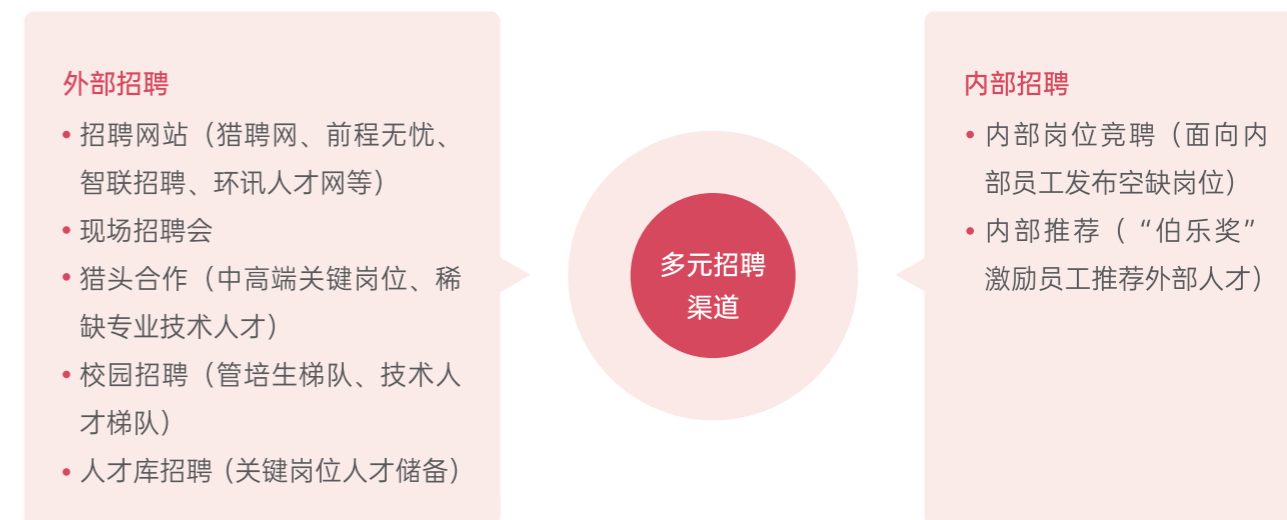 外部招聘
• 招聘网站（猎聘网、前程无忧、
智联招聘、环讯人才网等）
• 现场招聘会
• 猎头合作（中高端关键岗位、稀
缺专业技术人才）
• 校园招聘（管培生梯队、技术人
才梯队）
• 人才库招聘（关键岗位人才储备）
多元招聘
渠道
内部招聘
• 内部岗位竞聘（面向内
部员工发布空缺岗位）
• 内部推荐（“伯乐奖”
激励员工推荐外部人才）